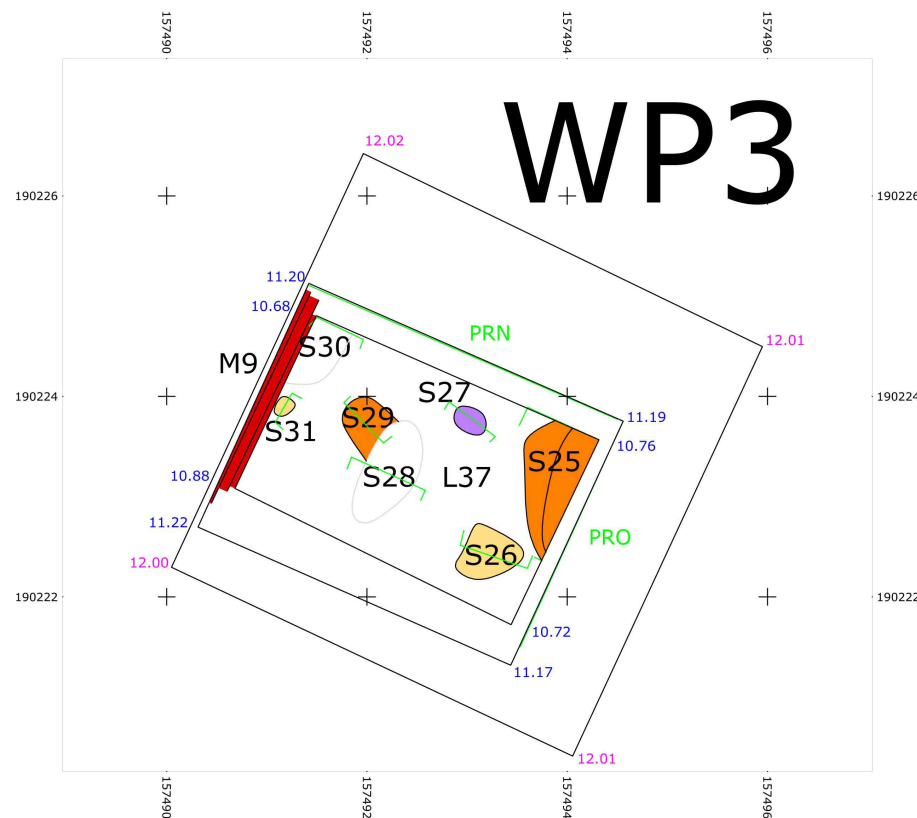 157490 157492 157494 157496
WP3
12.02
190226 190226
11.20
10.68
PRN
12.01
S30
M9
190224 S27 190224
S29 11.19
S31 10.76
S25
10.88 S28 L37
11.22
PRO
S26
12.00
190222 190222
10.72
11.17
12.01
157490 157492 157494 157496